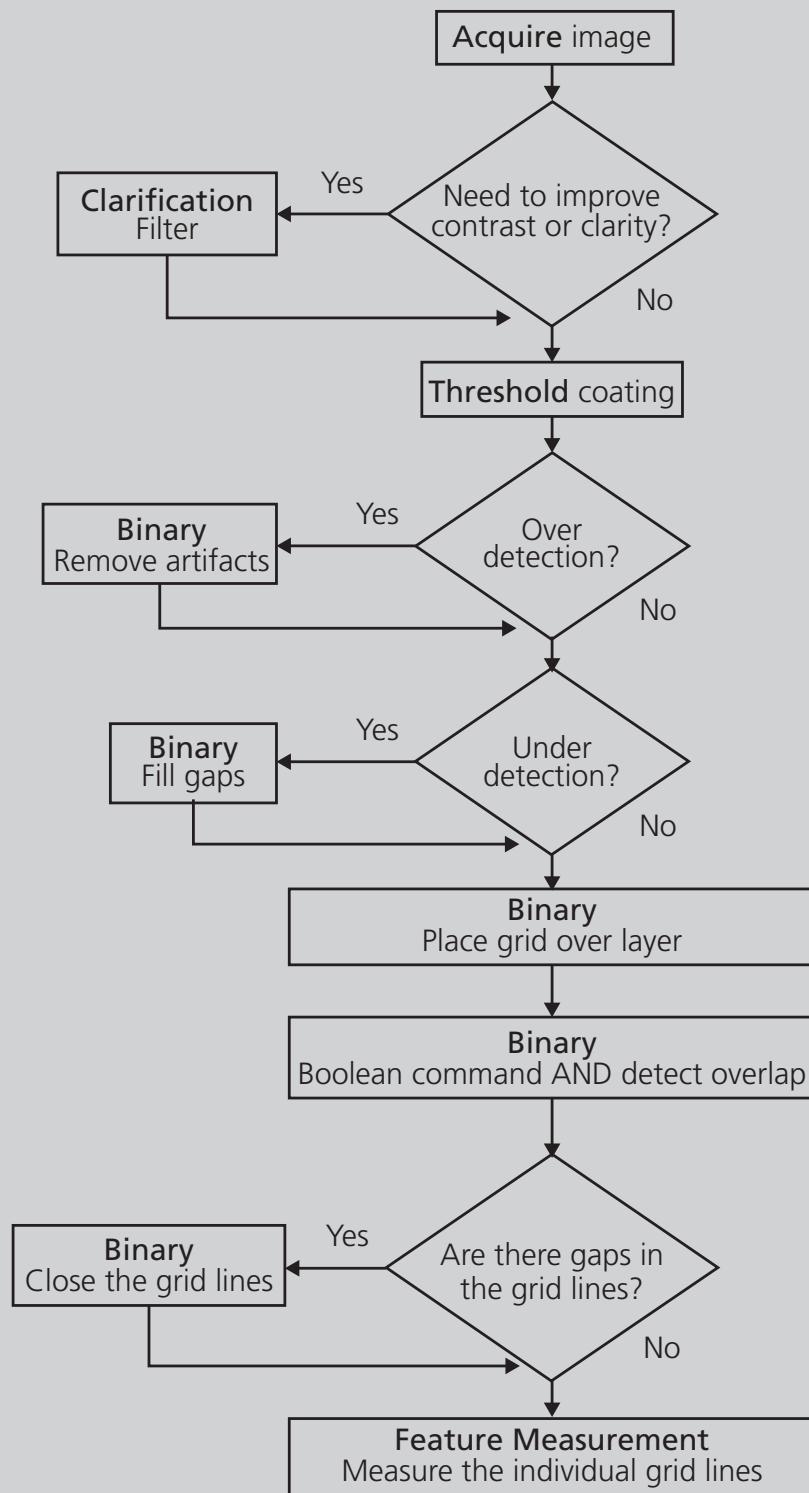 Acquire image
Need to improve
contrast or clarity?
Yes
Clarification
Filter
No
Threshold coating
Over
detection?
Yes
Binary
Remove artifacts
No
Under
detection?
Yes
Binary
Fill gaps
No
Binary
Place grid over layer
Binary
Boolean command AND detect overlap
Are there gaps in
the grid lines?
Yes
Binary
Close the grid lines
No
Feature Measurement
Measure the individual grid lines